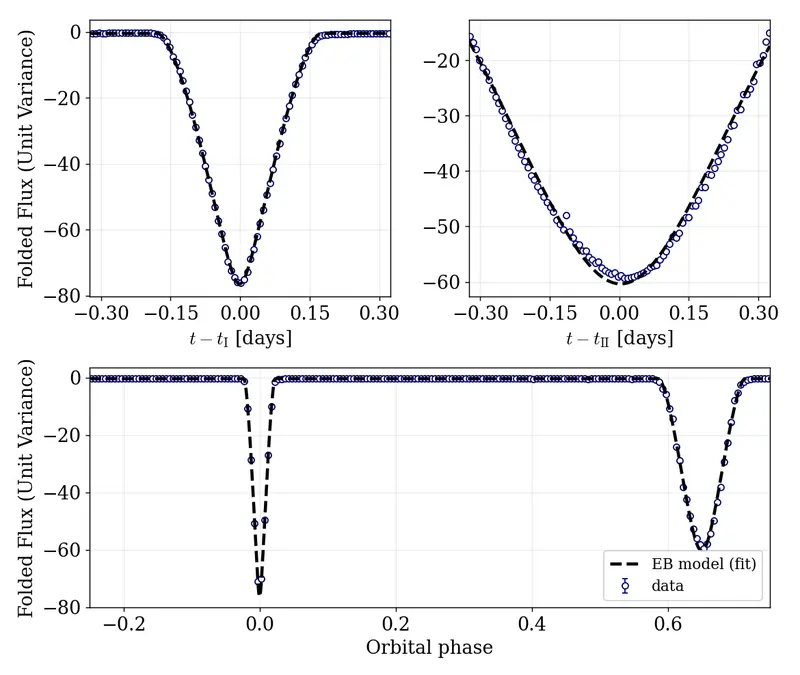 Folded Flux (Unit Variance)
0
−20
−40
−60
−80
−0.30 −0.15 0.00 0.15 0.30
t − tI [days]
−20
−30
−40
−50
−60
−0.30 −0.15 0.00 0.15 0.30
t − tII [days]
Folded Flux (Unit Variance)
0
−20
−40
−60
−80
−0.2 0.0 0.2 0.4 0.6
Orbital phase
EB model (fit)
data